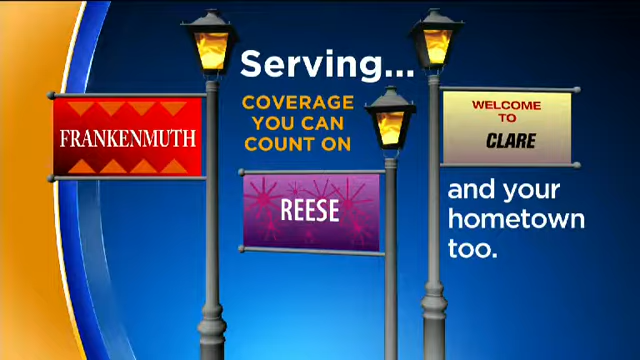 Serving...
COVERAGE
YOU CAN
COUNT ON
FRANKENMUTH
REESE
WELCOME
TO
CLARE
and your
hometown
too.